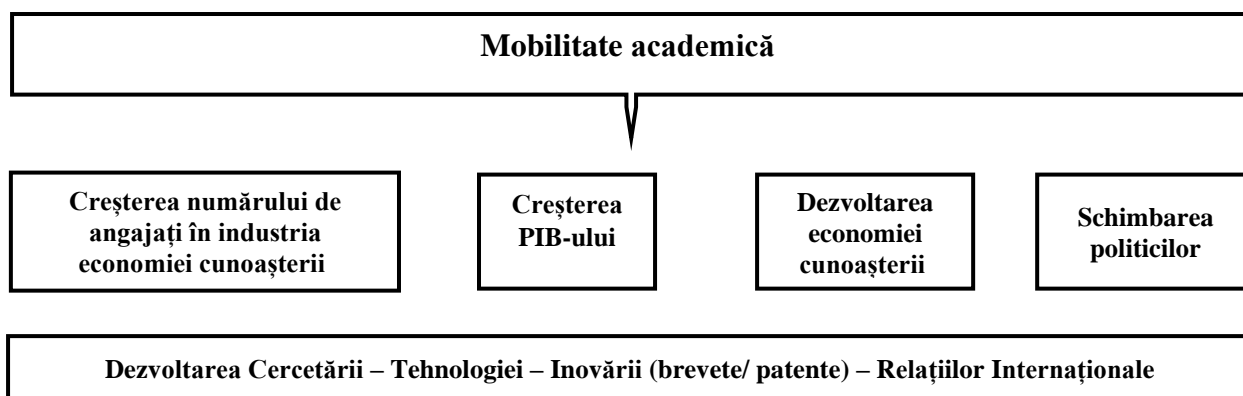 Mobilitate academică
Creșterea numărului de
angajați în industria
economiei cunoașterii
Creșterea
PIB-ului
Dezvoltarea
economiei
cunoașterii
Schimbarea
politicilor
Dezvoltarea Cercetării – Tehnologiei – Inovării (brevete/ patente) – Relațiilor Internaționale